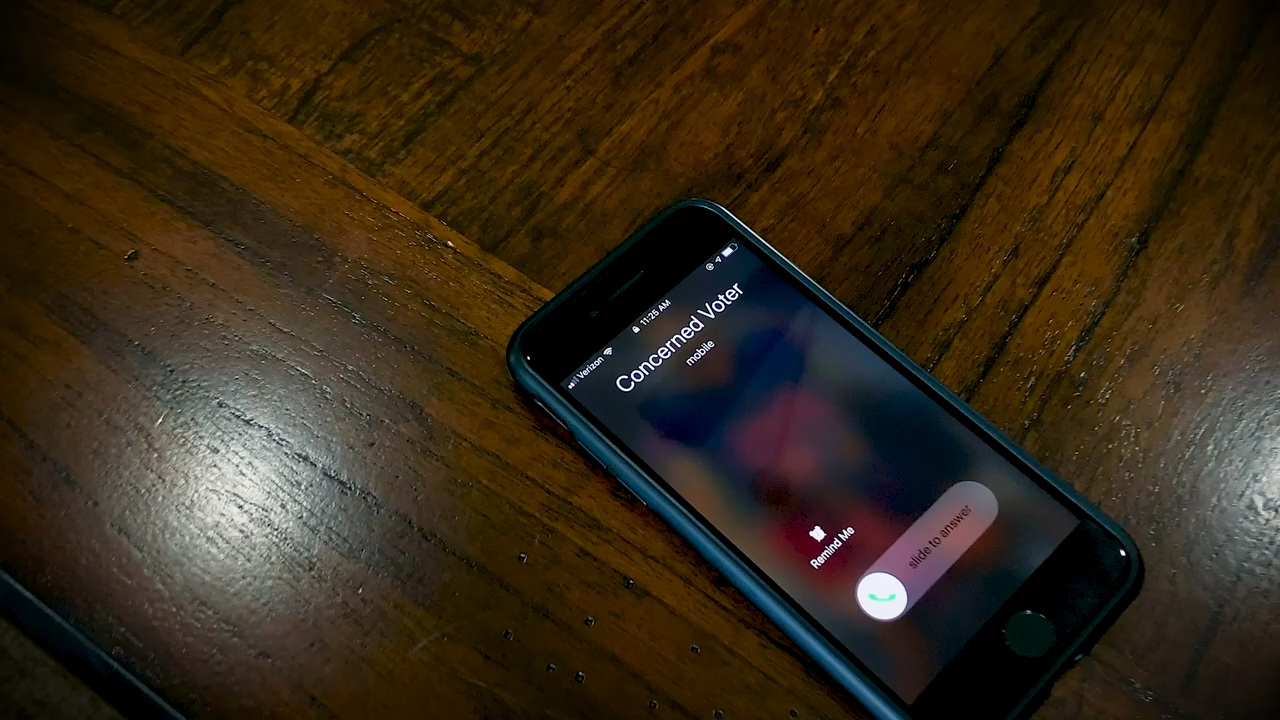 Verizon 11:25 AM
Concerned Voter
mobile
Remind Me
slide to answer